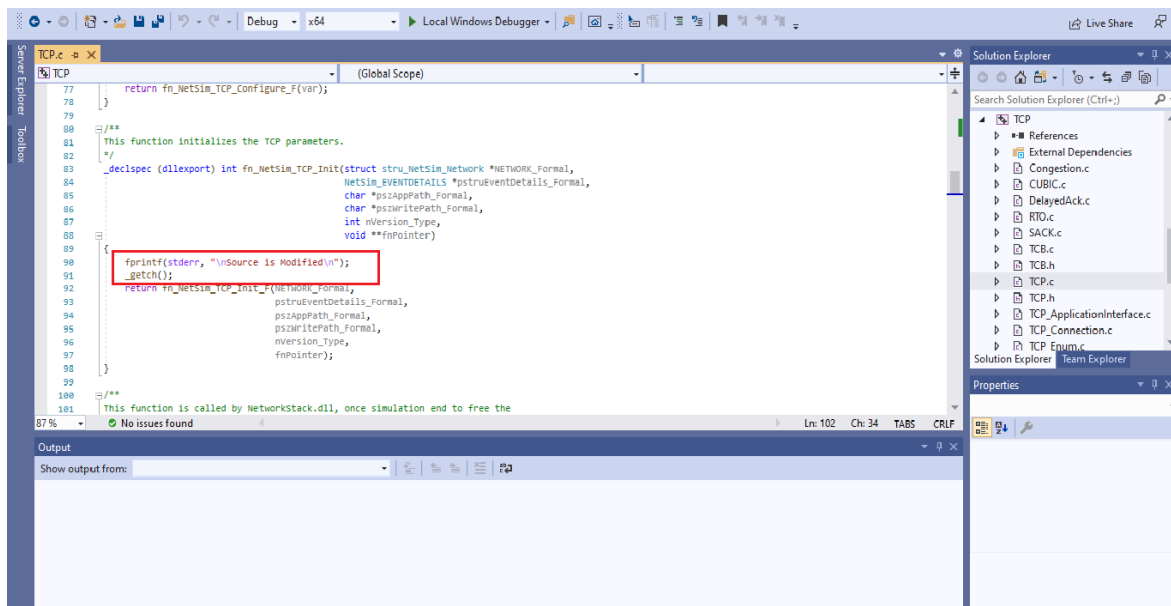 Debug
x64
Local Windows Debugger
Live Share
Server Explorer
Toolbox
TCP.c
TCP
(Global Scope)
77 return fn_NetSim_TCP_Configure_F(var);
78 }
79
80 /**
81 This function initializes the TCP parameters.
82 */
83 _declspec (dllexport) int fn_NetSim_TCP_Init(struct stru_NetSim_Network *NETWORK_Formal,
84 NetSim_EVENTDETAILS *pstruEventDetails_Formal,
85 char *pszAppPath_Formal,
86 char *pszWritePath_Formal,
87 int nVersion_Type,
88 void **fnPointer)
89 {
90 fprintf(stderr, "\nSource is Modified\n");
91 _getch();
92 return fn_NetSim_TCP_Init_F(NETWORK_Formal,
93 pstruEventDetails_Formal,
94 pszAppPath_Formal,
95 pszWritePath_Formal,
96 nVersion_Type,
97 fnPointer);
98 }
99
100 /**
101 This function is called by NetworkStack.dll, once simulation end to free the
87 %
No issues found
Ln: 102 Ch: 34 TABS CRLF
Output
Show output from:
Solution Explorer
Search Solution Explorer (Ctrl+;)
TCP
References
External Dependencies
Congestion.c
CUBIC.c
DelayedAck.c
RTO.c
SACK.c
TCB.c
TCB.h
TCP.c
TCP.h
TCP_ApplicationInterface.c
TCP_Connection.c
TCP_Enum.c
Solution Explorer Team Explorer
Properties